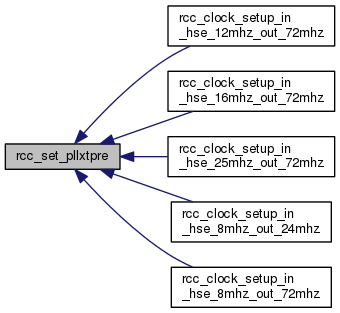 rcc_clock_setup_in
_hse_12mhz_out_72mhz
rcc_clock_setup_in
_hse_16mhz_out_72mhz
rcc_set_pllxtpre
rcc_clock_setup_in
_hse_25mhz_out_72mhz
rcc_clock_setup_in
_hse_8mhz_out_24mhz
rcc_clock_setup_in
_hse_8mhz_out_72mhz